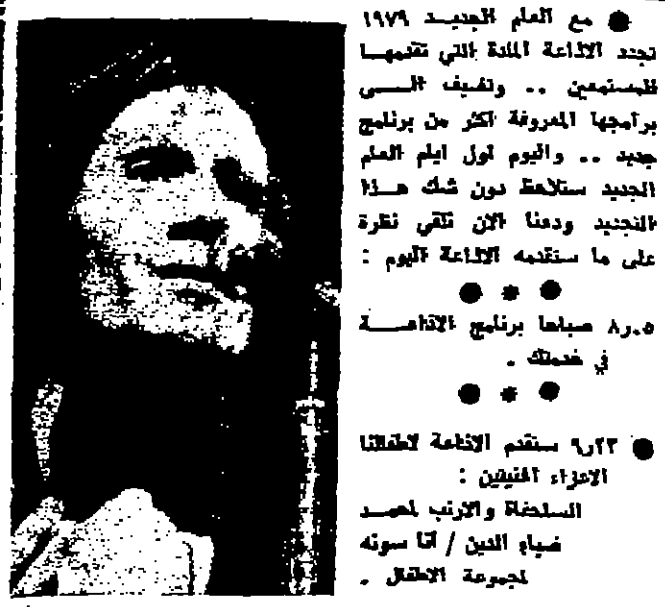 ● مع العام الجديد ١٩٧٩
تجدد الاذاعة المادة التي تقدمها
للمستمعين .. وتضيف الى
برامجها المعروفة اكثر من برنامج
جديد .. واليوم اول ايام العام
الجديد ستلاحظ دون شك هذا
التجديد ودعنا الان نلقي نظرة
على ما ستقدمه الاذاعة اليوم :
● * ●
٨٫٠٥ صباحا برنامج الاذاعة
في خدمتك .
● * ●
● ٩٫٢٣ ستقدم الاذاعة لاطفالنا
الاعزاء اغنيتين :
السلحفاة والارنب لمحمد
ضياء الدين / أنا سونه
لمجموعة الاطفال .